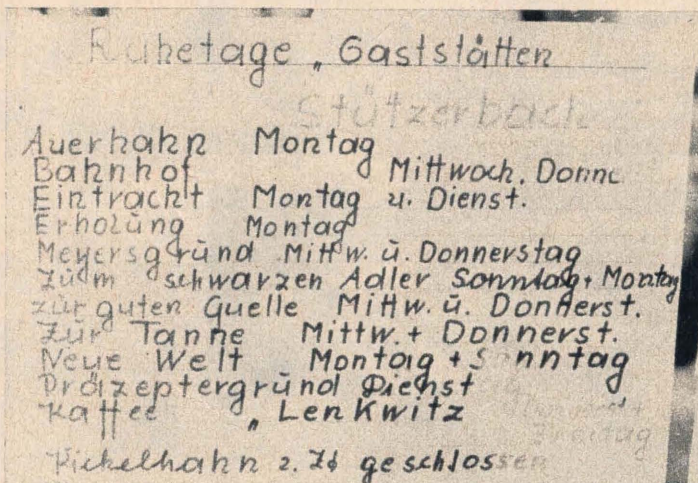 Ruhetage „ Gaststätten
Stützerbach
Auerhahn Montag
Bahnhof Mittwoch, Donne
Eintracht Montag u. Dienst.
Erholung Montag
Meyersgrund Mittw. u. Donnerstag
Zum schwarzen Adler Sonntag + Montag
zur guten Quelle Mittw. u. Donnerst.
Zur Tanne Mittw. + Donnerst.
Neue Welt Montag + Sonntag
Präzeptergrund Dienst
Kaffee „ Lenkwitz
Freitag
Kickelhahn z. Zt geschlossen